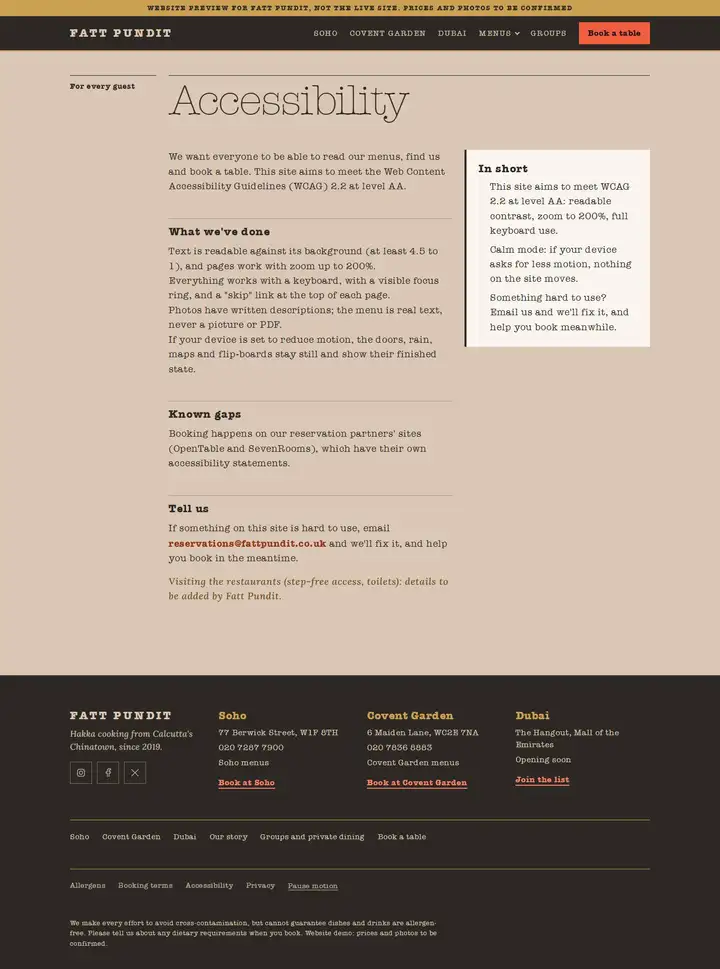 WEBSITE PREVIEW FOR FATT PUNDIT, NOT THE LIVE SITE. PRICES AND PHOTOS TO BE CONFIRMED
FATT PUNDIT
SOHO COVENT GARDEN DUBAI MENUS GROUPS Book a table
For every guest
Accessibility
We want everyone to be able to read our menus, find us
and book a table. This site aims to meet the Web Content
Accessibility Guidelines (WCAG) 2.2 at level AA.
What we've done
Text is readable against its background (at least 4.5 to
1), and pages work with zoom up to 200%.
Everything works with a keyboard, with a visible focus
ring, and a "skip" link at the top of each page.
Photos have written descriptions; the menu is real text,
never a picture or PDF.
If your device is set to reduce motion, the doors, rain,
maps and flip-boards stay still and show their finished
state.
Known gaps
Booking happens on our reservation partners' sites
(OpenTable and SevenRooms), which have their own
accessibility statements.
Tell us
If something on this site is hard to use, email
reservations@fattpundit.co.uk and we'll fix it, and help
you book in the meantime.
Visiting the restaurants (step-free access, toilets): details to
be added by Fatt Pundit.
In short
This site aims to meet WCAG
2.2 at level AA: readable
contrast, zoom to 200%, full
keyboard use.
Calm mode: if your device
asks for less motion, nothing
on the site moves.
Something hard to use?
Email us and we'll fix it, and
help you book meanwhile.
FATT PUNDIT
Hakka cooking from Calcutta's
Chinatown, since 2019.
Soho
77 Berwick Street, W1F 8TH
020 7287 7900
Soho menus
Book at Soho
Covent Garden
6 Maiden Lane, WC2E 7NA
020 7836 8883
Covent Garden menus
Book at Covent Garden
Dubai
The Hangout, Mall of the
Emirates
Opening soon
Join the list
Soho Covent Garden Dubai Our story Groups and private dining Book a table
Allergens Booking terms Accessibility Privacy Pause motion
We make every effort to avoid cross-contamination, but cannot guarantee dishes and drinks are allergen-
free. Please tell us about any dietary requirements when you book. Website demo: prices and photos to be
confirmed.